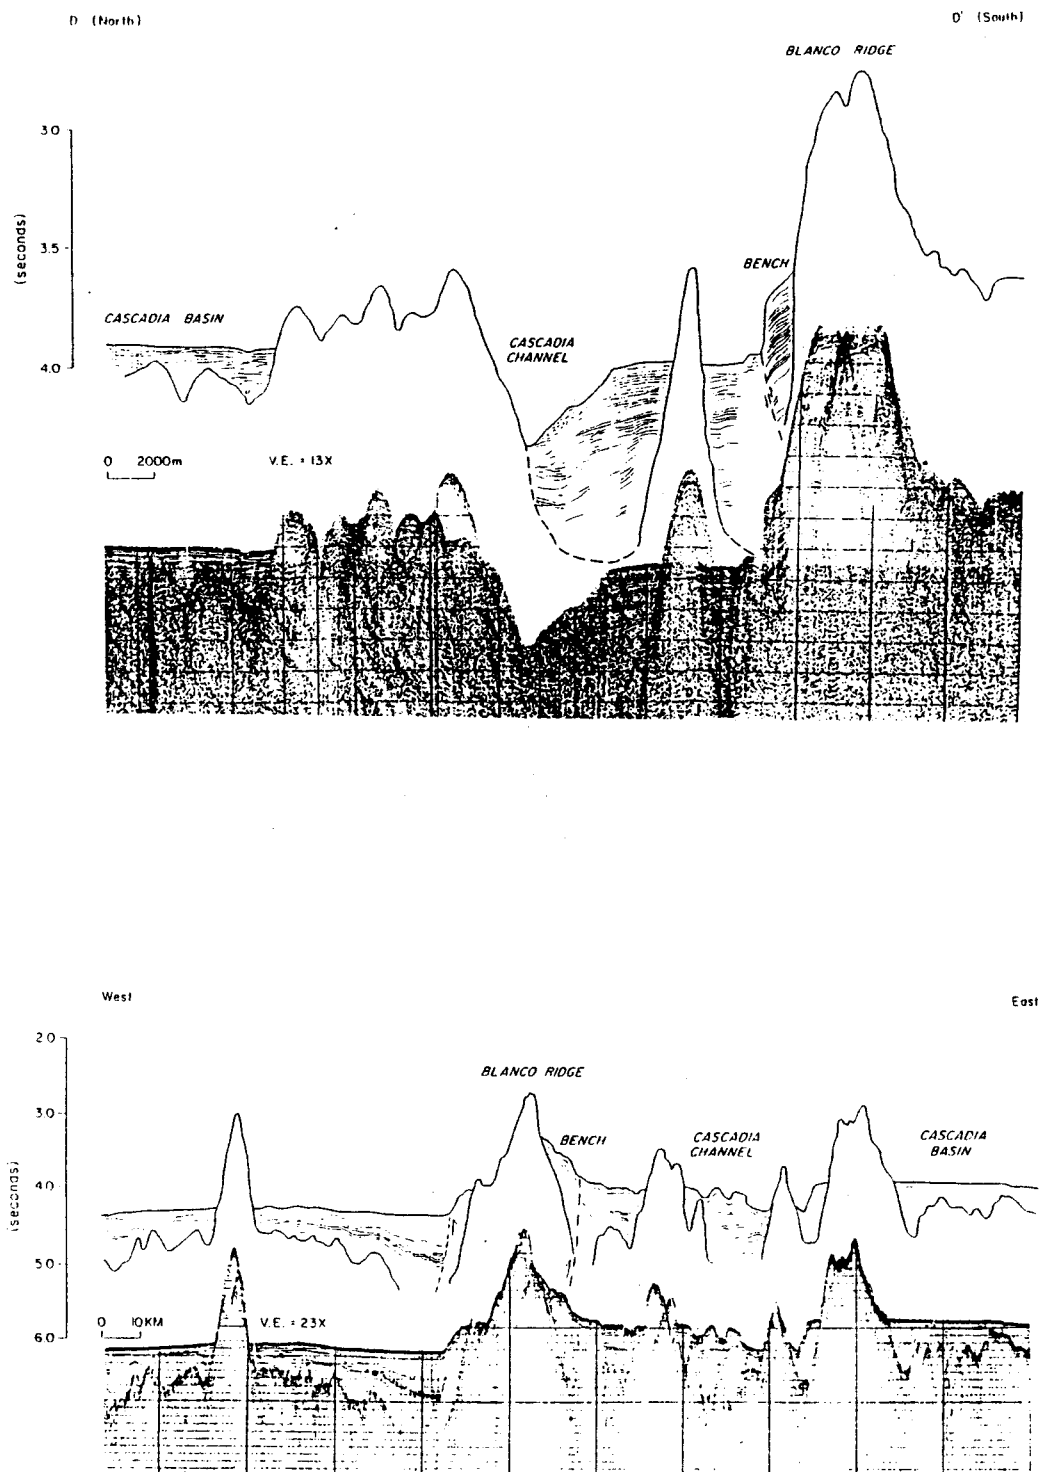 D (North)
D' (South)
BLANCO RIDGE
3.0
(seconds)
3.5
BENCH
CASCADIA BASIN
CASCADIA
CHANNEL
4.0
0 2000m
V.E. = 13X
West
East
2.0
BLANCO RIDGE
3.0
BENCH
CASCADIA
CHANNEL
CASCADIA
BASIN
4.0
(seconds)
5.0
0 10KM
V.E. = 23X
6.0